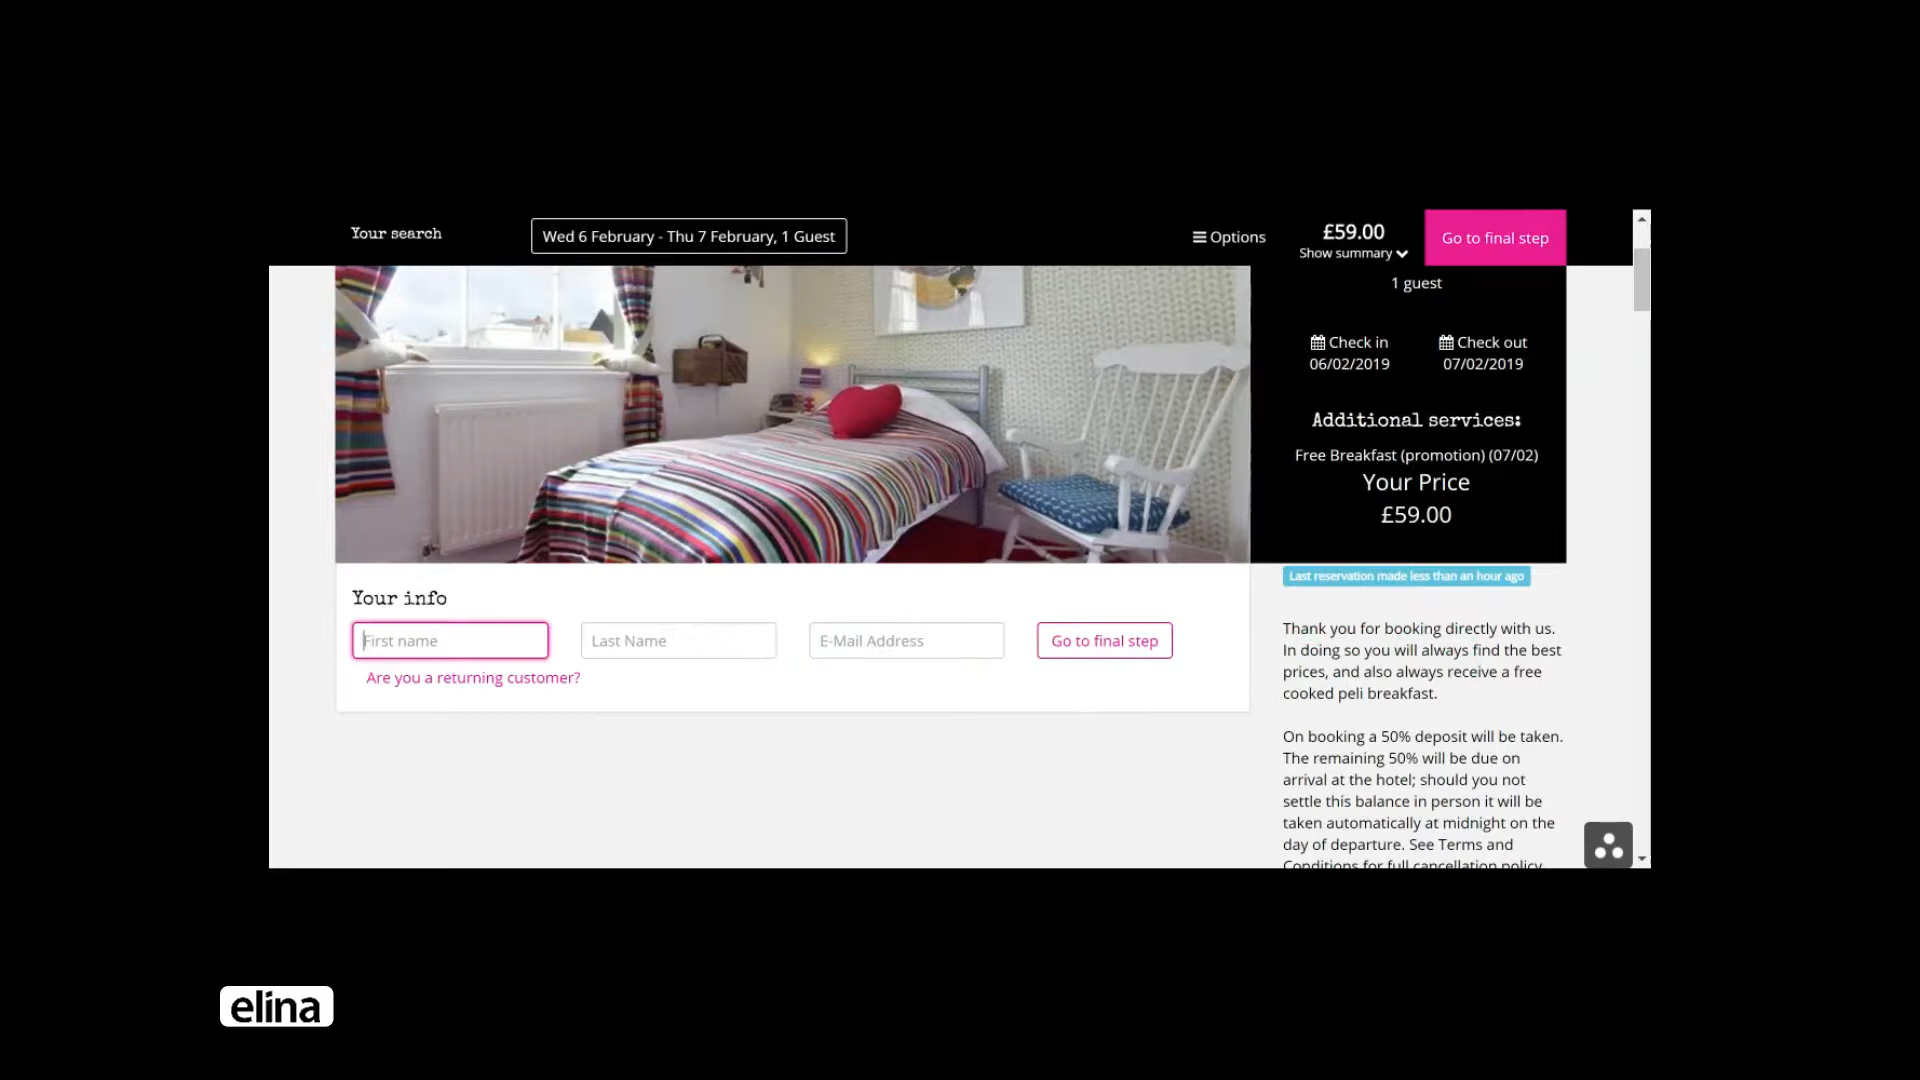 Your search
Wed 6 February - Thu 7 February, 1 Guest
Options
£59.00
Show summary
Go to final step
1 guest
Check in
06/02/2019
Check out
07/02/2019
Additional services:
Free Breakfast (promotion) (07/02)
Your Price
£59.00
Your info
First name
Last Name
E-Mail Address
Go to final step
Are you a returning customer?
Last reservation made less than an hour ago
Thank you for booking directly with us.
In doing so you will always find the best
prices, and also always receive a free
cooked peli breakfast.
On booking a 50% deposit will be taken.
The remaining 50% will be due on
arrival at the hotel; should you not
settle this balance in person it will be
taken automatically at midnight on the
day of departure. See Terms and
Conditions for full cancellation policy
elina